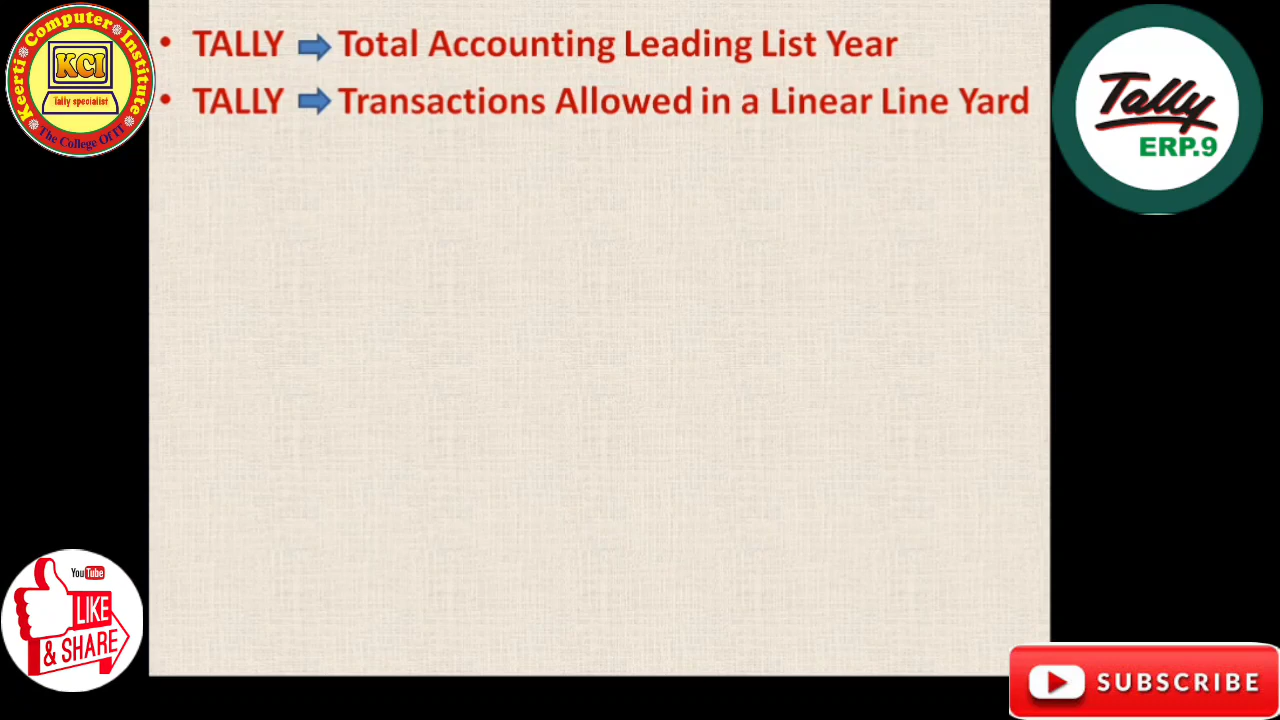 • TALLY Total Accounting Leading List Year
• TALLY Transactions Allowed in a Linear Line Yard
Keerti Computer Institute
KCI
Tally specialist
The College Of IT
Tally
ERP.9
YouTube
LIKE
& SHARE
SUBSCRIBE